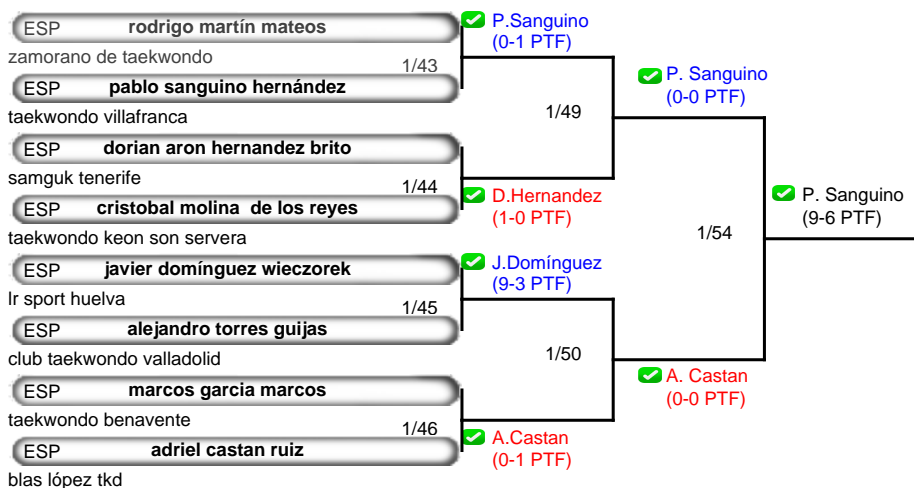 ESP rodrigo martín mateos
zamorano de taekwondo
1/43
ESP pablo sanguino hernández
taekwondo villafranca
ESP dorian aron hernandez brito
samguk tenerife
1/44
ESP cristobal molina  de los reyes
taekwondo keon son servera
ESP javier domínguez wieczorek
lr sport huelva
1/45
ESP alejandro torres guijas
club taekwondo valladolid
ESP marcos garcia marcos
taekwondo benavente
1/46
ESP adriel castan ruiz
blas lópez tkd
P.Sanguino
(0-1 PTF)
1/49
D.Hernandez
(1-0 PTF)
J.Domínguez
(9-3 PTF)
1/50
A.Castan
(0-1 PTF)
P. Sanguino
(0-0 PTF)
1/54
A. Castan
(0-0 PTF)
P. Sanguino
(9-6 PTF)